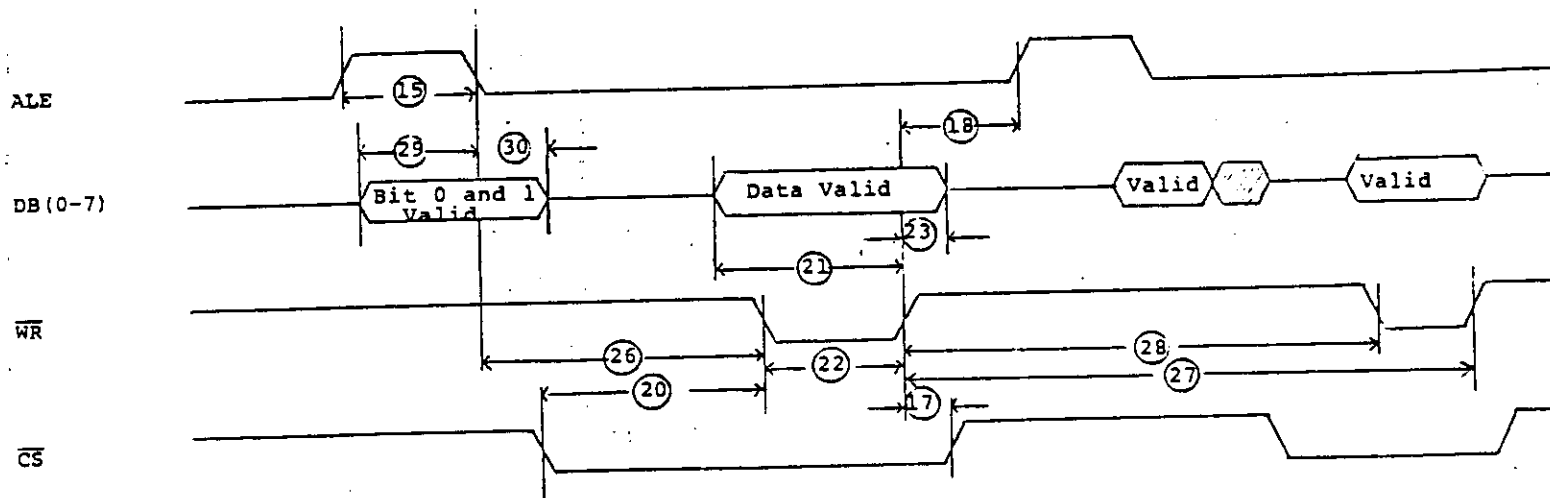 ALE
15
18
29
30
DB(0-7)
Bit 0 and 1
Valid
Data Valid
Valid
Valid
23
21
WR
26
22
28
27
20
17
CS